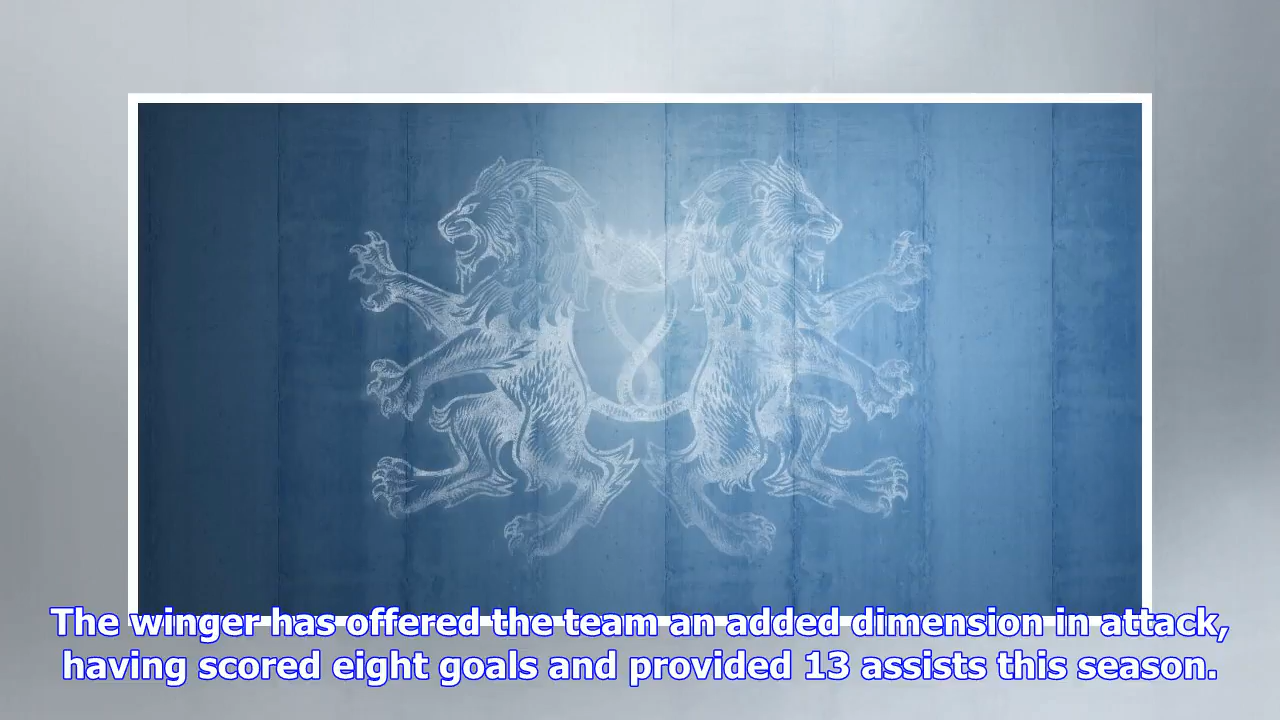 The winger has offered the team an added dimension in attack,
having scored eight goals and provided 13 assists this season.